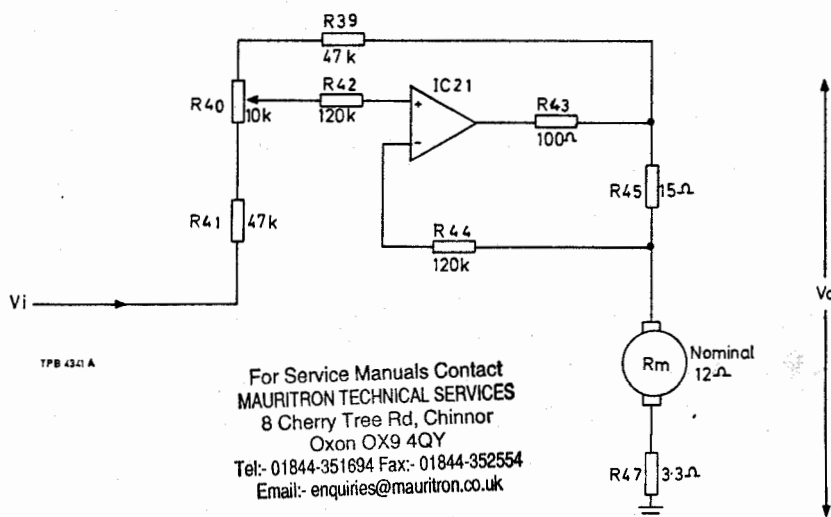 R39
47k
R42
IC21
R40
10k
120k
+
R43
100Ω
-
R45
15Ω
R41
47k
R44
120k
Vi
Vo
TPB 4341 A
Rm
Nominal
12Ω
For Service Manuals Contact
MAURITRON TECHNICAL SERVICES
8 Cherry Tree Rd, Chinnor
Oxon OX9 4QY
Tel:- 01844-351694 Fax:- 01844-352554
Email:- enquiries@mauritron.co.uk
R47
3·3Ω